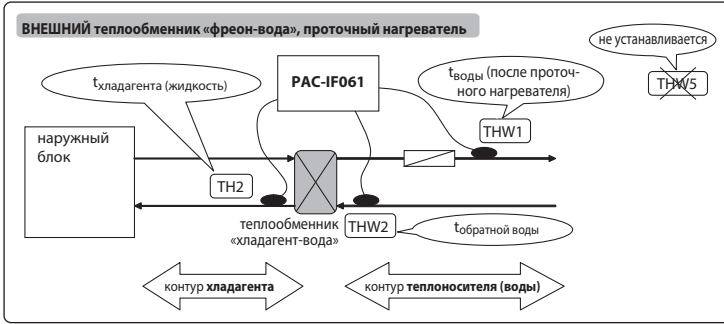 ВНЕШНИЙ теплообменник «фреон-вода», проточный нагреватель
не устанавливается
THW5
tхладагента (жидкость)
PAC-IF061
tводы (после проточ-
ного нагревателя)
THW1
наружный
блок
TH2
теплообменник
«хладагент-вода»
THW2
tобратной воды
контур хладагента
контур теплоносителя (воды)